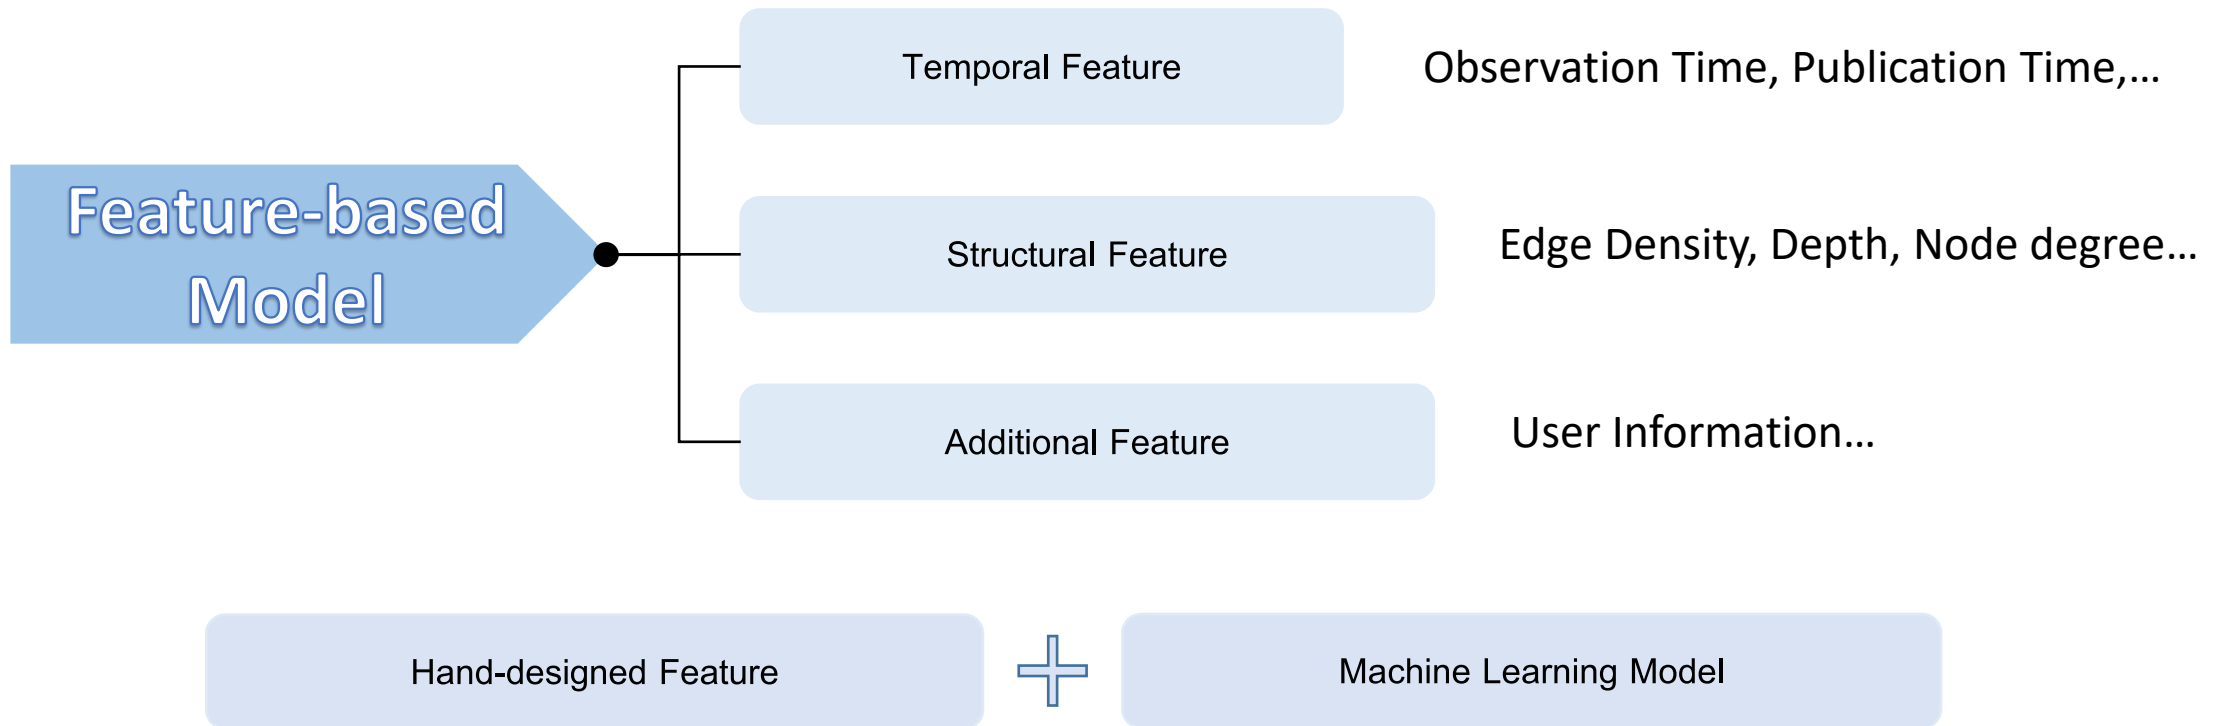 Temporal Feature
Observation Time, Publication Time,…
Feature-based
Model
Structural Feature
Edge Density, Depth, Node degree…
Additional Feature
User Information…
Hand-designed Feature
Machine Learning Model